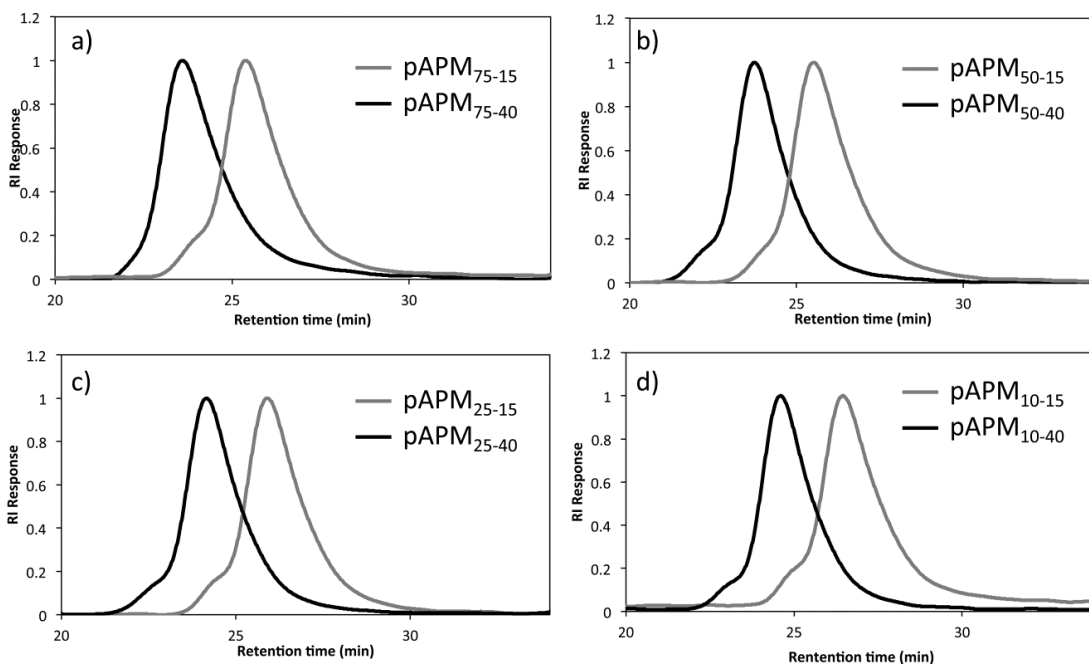 a)
pAPM75-15
pAPM75-40
RI Response
1.2
1
0.8
0.6
0.4
0.2
0
20
25
30
Retention time (min)
b)
pAPM50-15
pAPM50-40
RI Response
1.2
1
0.8
0.6
0.4
0.2
0
20
25
30
Retention time (min)
c)
pAPM25-15
pAPM25-40
RI Response
1.2
1
0.8
0.6
0.4
0.2
0
20
25
30
Retention time (min)
d)
pAPM10-15
pAPM10-40
RI Response
1.2
1
0.8
0.6
0.4
0.2
0
20
25
30
Rentention time (min)